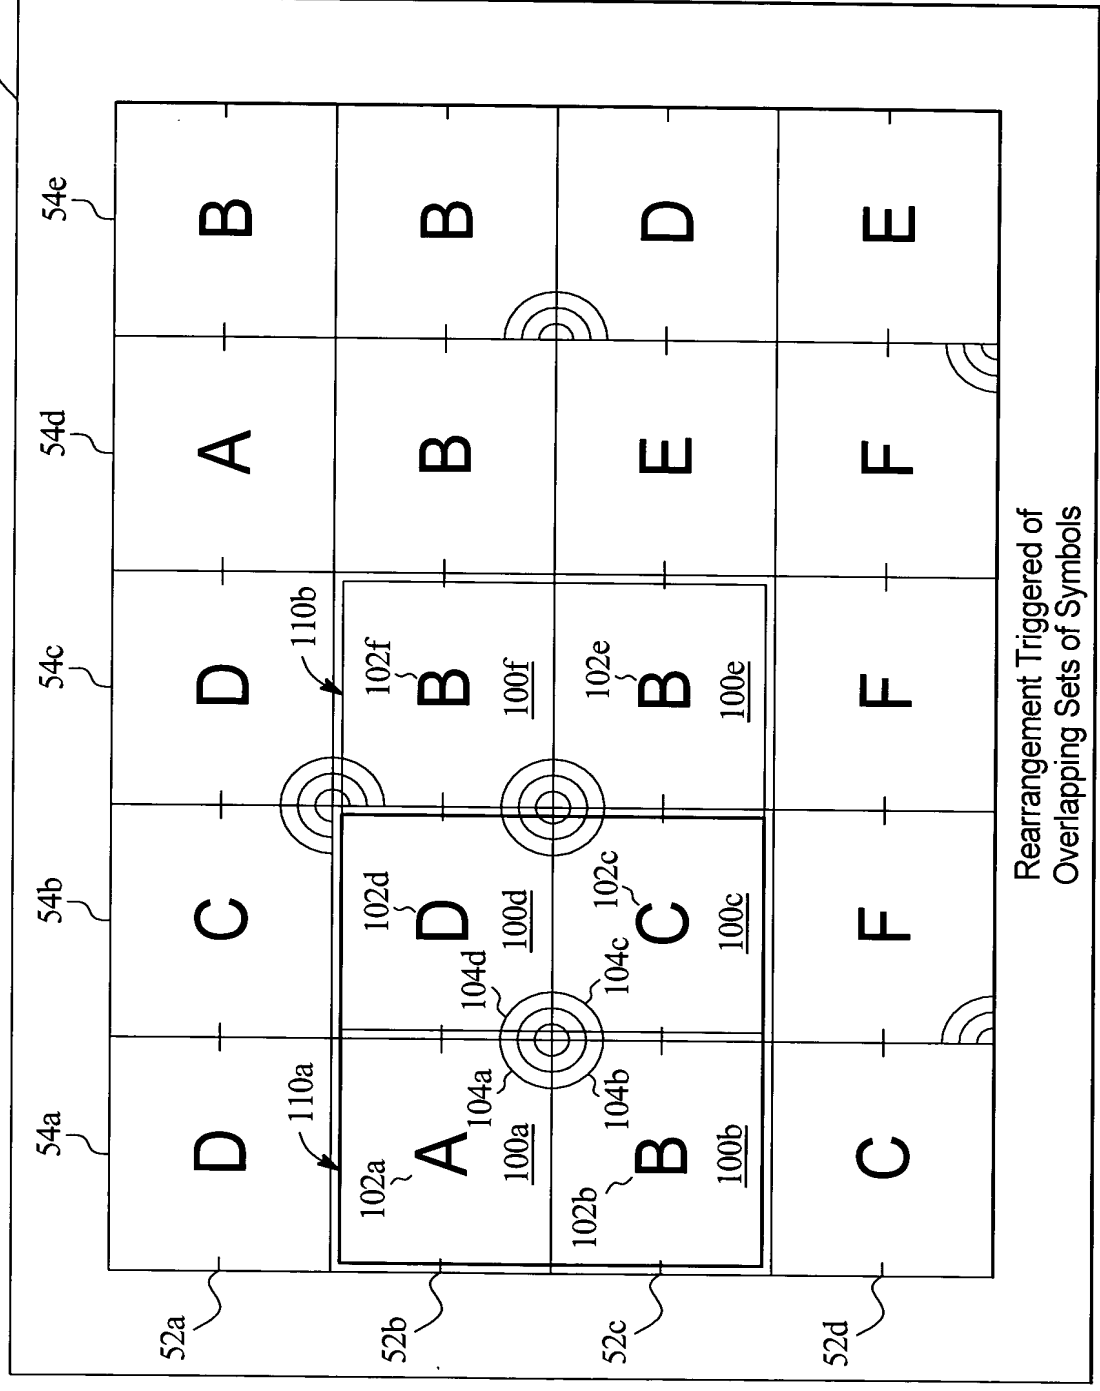 54a 54b 54c 54d 54e
52a D C D A B
110a 110b
102a 102d 102f
52b A D B B B
104a 104d
100a 100d 100f
102b 104b 104c 102c 102e
52c B C B E D
100b 100c 100e
52d C F F F E
Rearrangement Triggered of
Overlapping Sets of Symbols